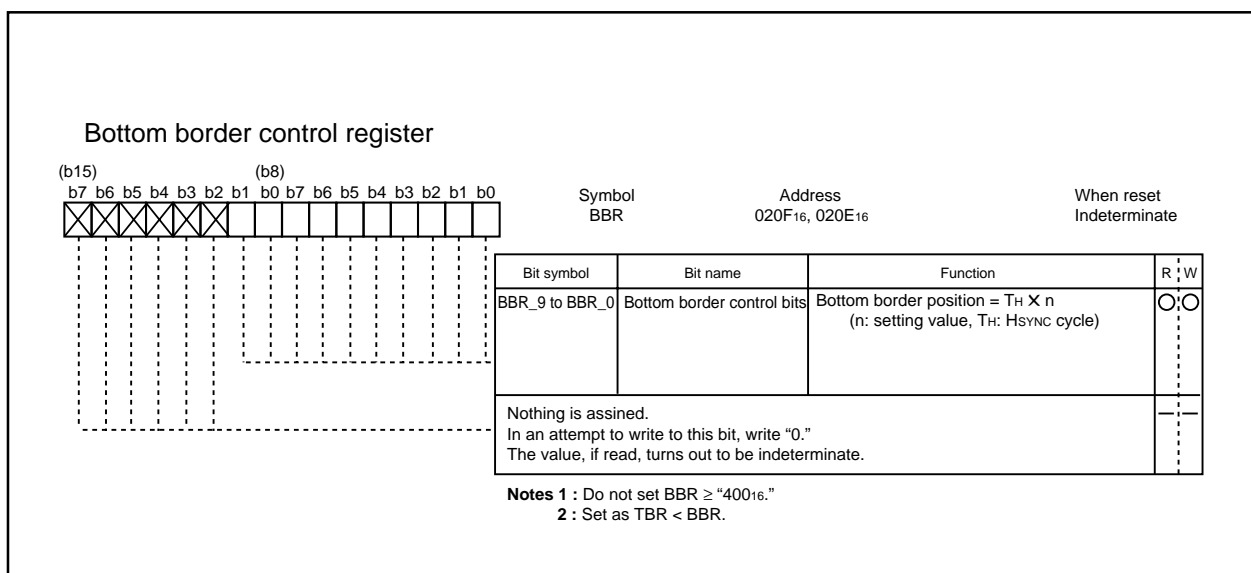 Bottom border control register
(b15) (b8)
b7 b6 b5 b4 b3 b2 b1 b0 b7 b6 b5 b4 b3 b2 b1 b0
Symbol Address When reset
BBR 020F16, 020E16 Indeterminate
Bit symbol Bit name Function R W
BBR_9 to BBR_0 Bottom border control bits Bottom border position = TH X n
(n: setting value, TH: HSYNC cycle)
Nothing is assined.
In an attempt to write to this bit, write “0.”
The value, if read, turns out to be indeterminate.
Notes 1 : Do not set BBR ≥ “40016.”
2 : Set as TBR < BBR.